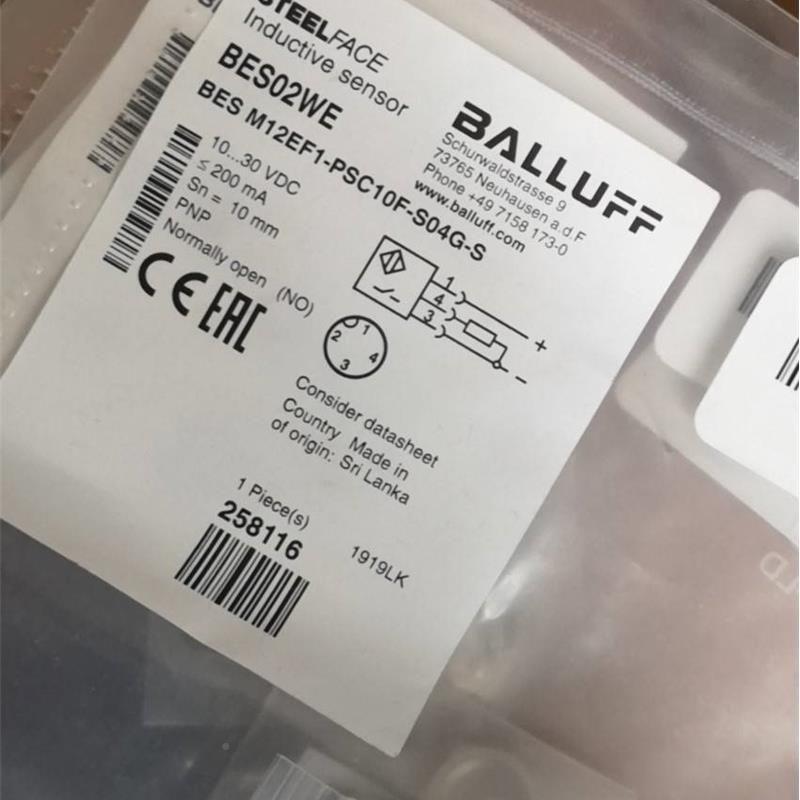 STEELFACE
Inductive sensor
BES02WE
BES M12EF1-PSC10F-S04G-S
BALLUFF
Schurwaldstrasse 9
73765 Neuhausen a.d.F
Phone +49 7158 173-0
www.balluff.com
10...30 VDC
≤ 200 mA
Sn = 10 mm
PNP
Normally open (NO)
CE EAC
1
4
3
+
-
1
2
4
3
Consider datasheet
Country Made in
of origin: Sri Lanka
1 Piece(s)
258116
1919LK